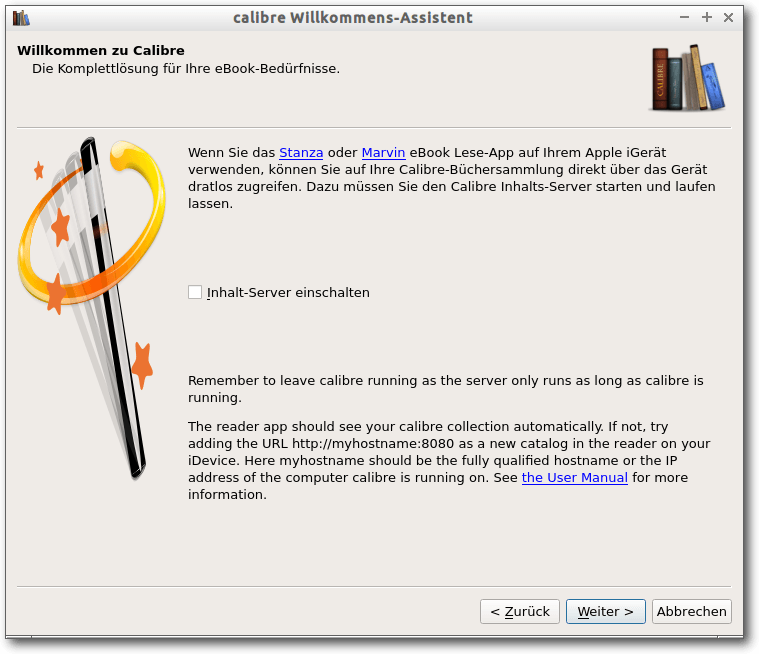 calibre Willkommens-Assistent
Willkommen zu Calibre
Die Komplettlösung für Ihre eBook-Bedürfnisse.
CALIBRE
Wenn Sie das Stanza oder Marvin eBook Lese-App auf Ihrem Apple iGerät
verwenden, können Sie auf Ihre Calibre-Büchersammlung direkt über das Gerät
dratlos zugreifen. Dazu müssen Sie den Calibre Inhalts-Server starten und laufen
lassen.
Inhalt-Server einschalten
Remember to leave calibre running as the server only runs as long as calibre is
running.
The reader app should see your calibre collection automatically. If not, try
adding the URL http://myhostname:8080 as a new catalog in the reader on your
iDevice. Here myhostname should be the fully qualified hostname or the IP
address of the computer calibre is running on. See the User Manual for more
information.
< Zurück Weiter > Abbrechen